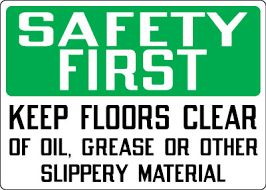 SAFETY
FIRST
KEEP FLOORS CLEAR
OF OIL, GREASE OR OTHER
SLIPPERY MATERIAL